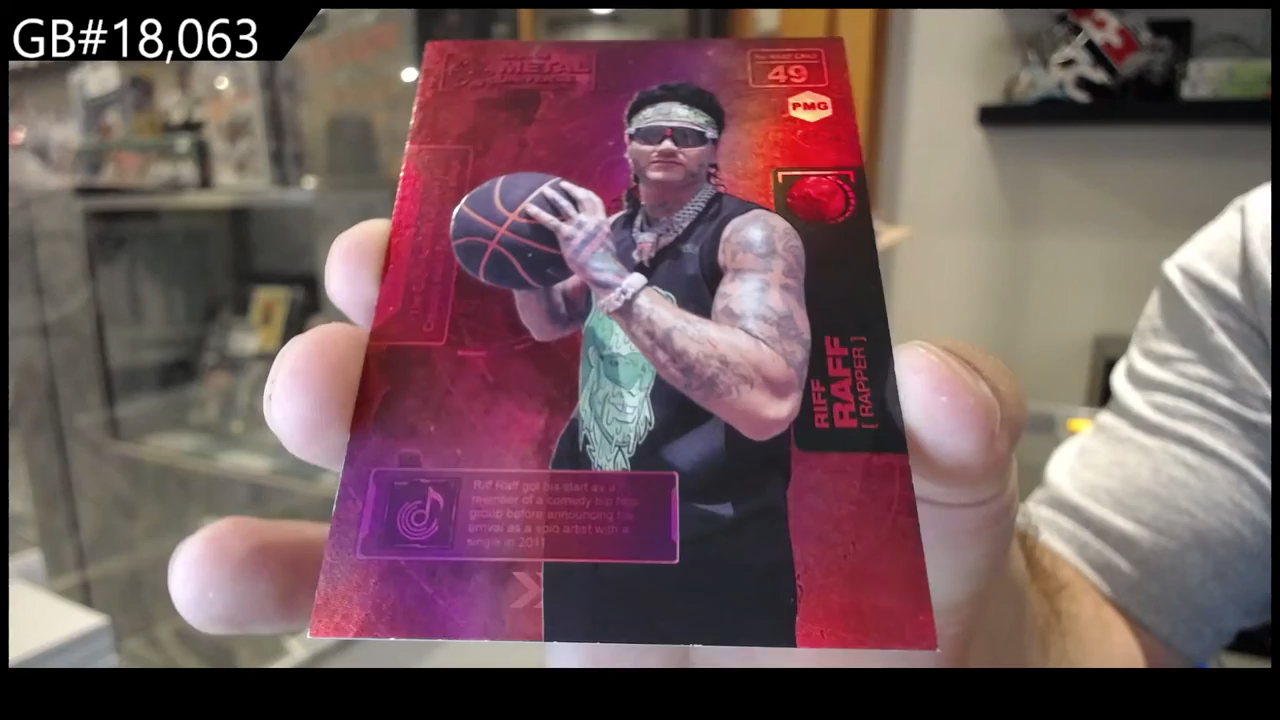 GB#18,063
METAL
UNIVERSE
49
PMG
RIFF
RAFF
[ RAPPER ]
Riff Raff got his start as a
member of a comedy hip hop
group before announcing his
arrival as a solo artist with a
single in 2011